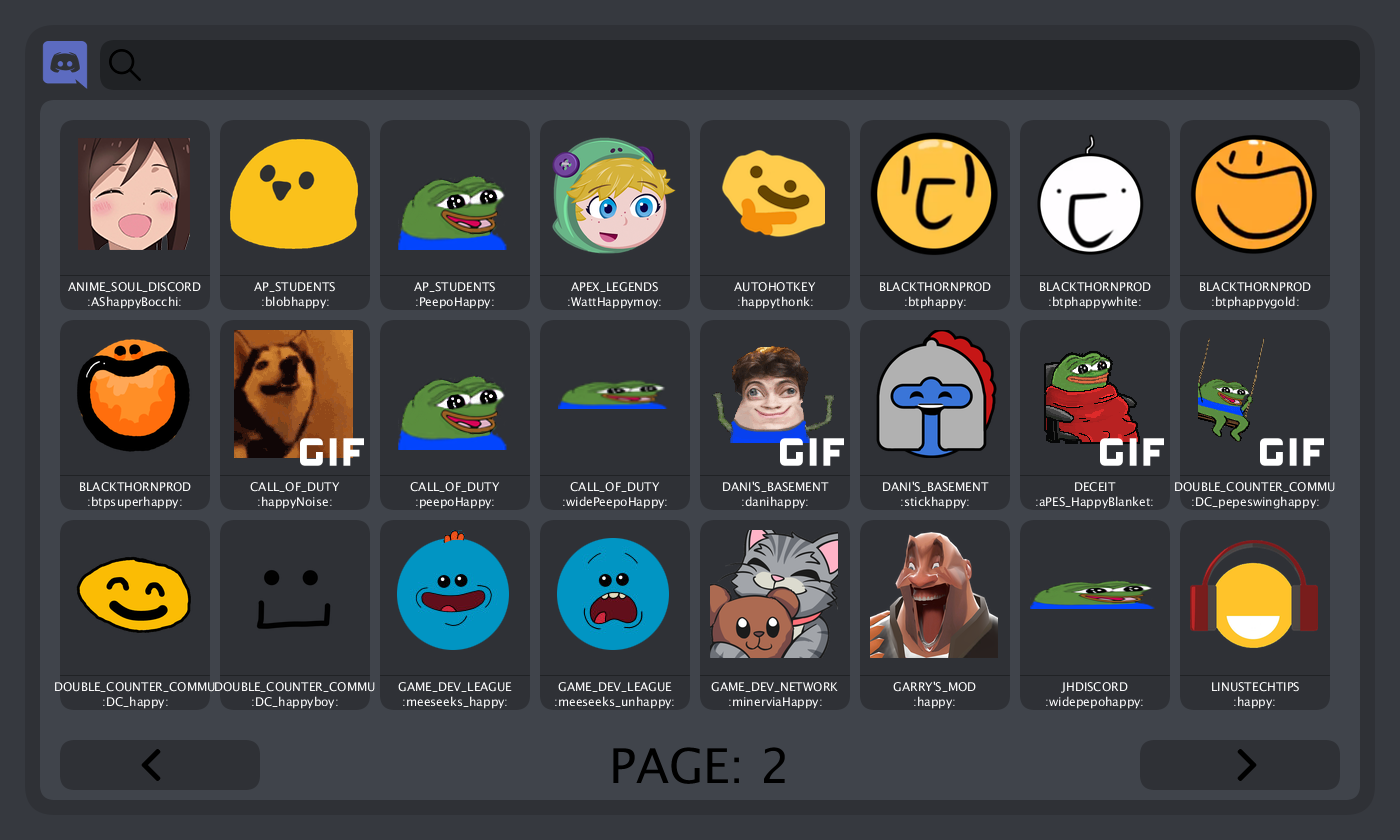 ANIME_SOUL_DISCORD
:AShappyBocchi:
AP_STUDENTS
:blobhappy:
AP_STUDENTS
:PeepoHappy:
APEX_LEGENDS
:WattHappymoy:
AUTOHOTKEY
:happythonk:
BLACKTHORNPROD
:btphappy:
BLACKTHORNPROD
:btphappywhite:
BLACKTHORNPROD
:btphappygold:
BLACKTHORNPROD
:btpsuperhappy:
GIF
CALL_OF_DUTY
:happyNoise:
CALL_OF_DUTY
:peepoHappy:
CALL_OF_DUTY
:widePeepoHappy:
GIF
DANI'S_BASEMENT
:danihappy:
DANI'S_BASEMENT
:stickhappy:
GIF
DECEIT
:aPES_HappyBlanket:
GIF
DOUBLE_COUNTER_COMMU
:DC_pepeswinghappy:
DOUBLE_COUNTER_COMMU
:DC_happy:
DOUBLE_COUNTER_COMMU
:DC_happyboy:
GAME_DEV_LEAGUE
:meeseeks_happy:
GAME_DEV_LEAGUE
:meeseeks_unhappy:
GAME_DEV_NETWORK
:minerviaHappy:
GARRY'S_MOD
:happy:
JHDISCORD
:widepepohappy:
LINUSTECHTIPS
:happy:
PAGE: 2